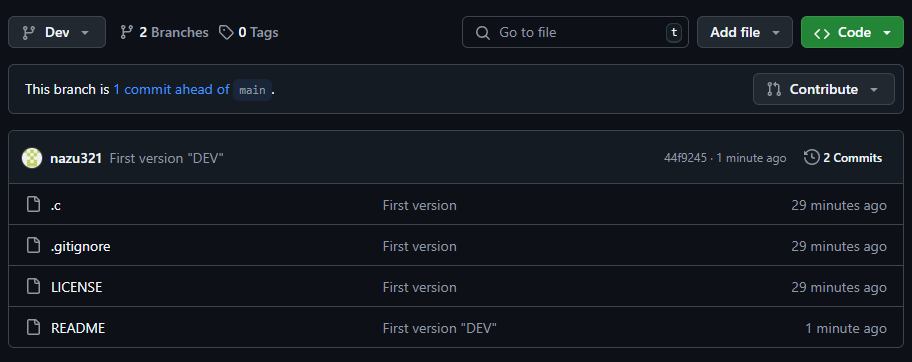 Dev 2 Branches 0 Tags Go to file t Add file Code
This branch is 1 commit ahead of main .
Contribute
nazu321 First version "DEV" 44f9245 · 1 minute ago 2 Commits
.c First version 29 minutes ago
.gitignore First version 29 minutes ago
LICENSE First version 29 minutes ago
README First version "DEV" 1 minute ago